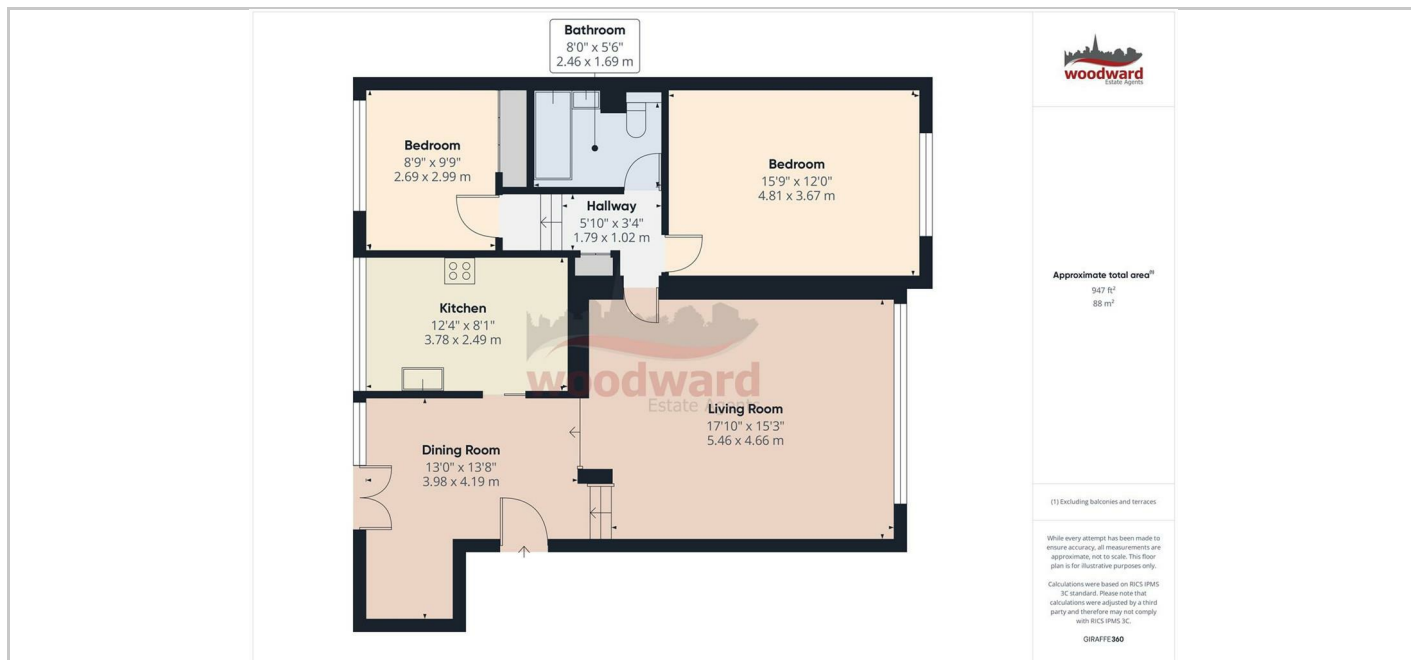 Bathroom
8'0" x 5'6"
2.46 x 1.69 m
Bedroom
8'9" x 9'9"
2.69 x 2.99 m
Bedroom
15'9" x 12'0"
4.81 x 3.67 m
Hallway
5'10" x 3'4"
1.79 x 1.02 m
Kitchen
12'4" x 8'1"
3.78 x 2.49 m
woodward
Estate Agents
Living Room
17'10" x 15'3"
5.46 x 4.66 m
Dining Room
13'0" x 13'8"
3.98 x 4.19 m
woodward
Estate Agents
Approximate total area⁽¹⁾
947 ft²
88 m²
(1) Excluding balconies and terraces
While every attempt has been made to
ensure accuracy, all measurements are
approximate, not to scale. This floor
plan is for illustrative purposes only.
Calculations were based on RICS IPMS
3C standard. Please note that
calculations were adjusted by a third
party and therefore may not comply
with RICS IPMS 3C.
GIRAFFE360